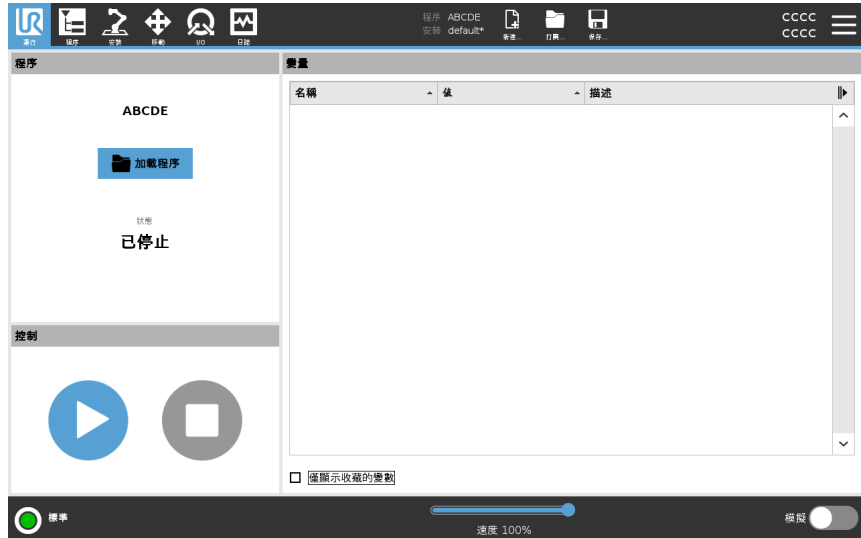 UR
運行
程序
安裝
移動
I/O
日誌
程序 ABCDE
安裝 default*
新建...
打開...
保存...
CCCC
CCCC
程序
ABCDE
加載程序
狀態
已停止
控制
變量
名稱
值
描述
僅顯示收藏的變數
標準
速度 100%
模擬